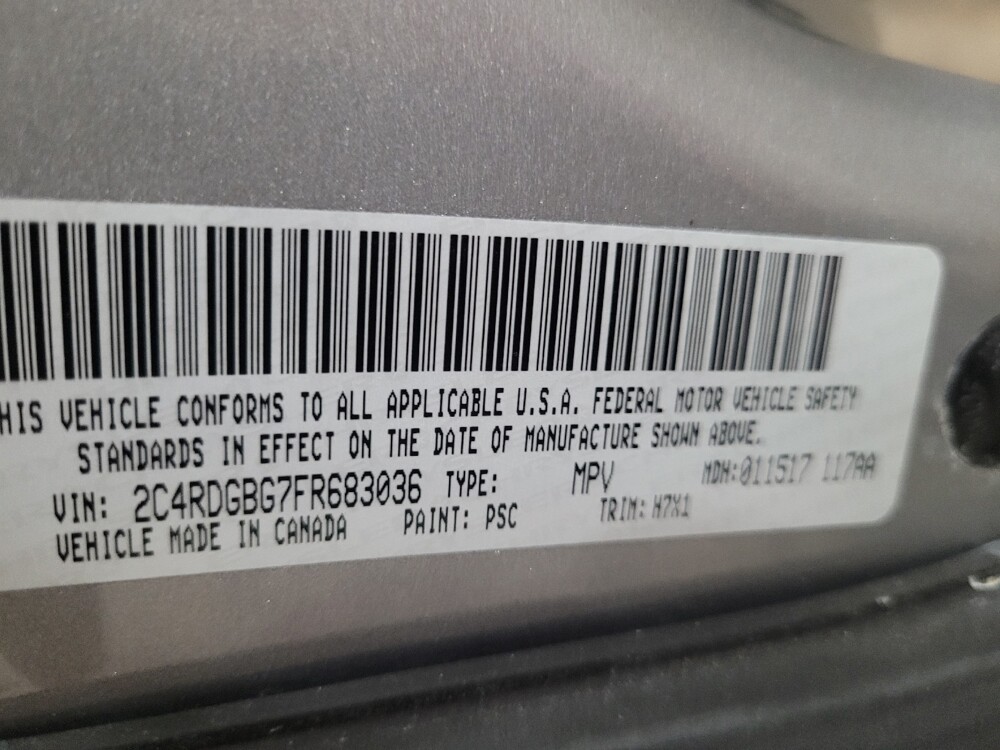 HIS VEHICLE CONFORMS TO ALL APPLICABLE U.S.A. FEDERAL MOTOR VEHICLE SAFETY
STANDARDS IN EFFECT ON THE DATE OF MANUFACTURE SHOWN ABOVE.
VIN: 2C4RDGBG7FR683036 TYPE: MPV MDH:011517 117AA
VEHICLE MADE IN CANADA PAINT: PSC TRIM: H7X1